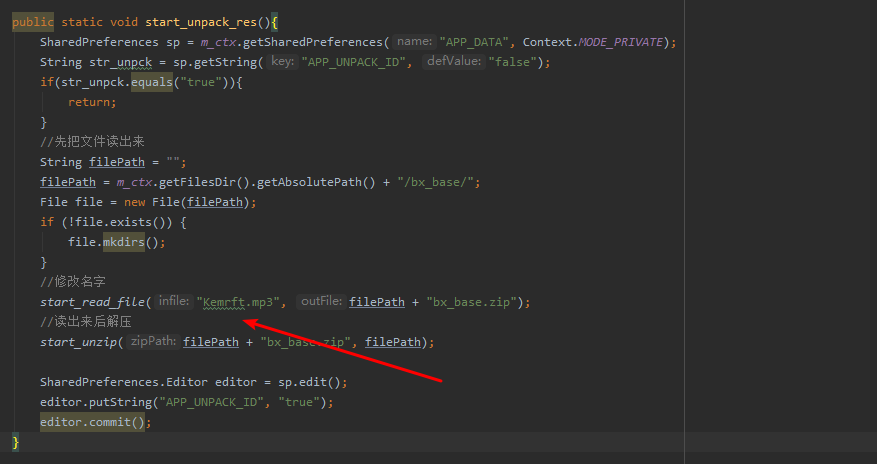 public static void start_unpack_res(){
SharedPreferences sp = m_ctx.getSharedPreferences( name: "APP_DATA", Context.MODE_PRIVATE);
String str_unpck = sp.getString( key: "APP_UNPACK_ID", defValue: "false");
if(str_unpck.equals("true")){
return;
}
//先把文件读出来
String filePath = "";
filePath = m_ctx.getFilesDir().getAbsolutePath() + "/bx_base/";
File file = new File(filePath);
if (!file.exists()) {
file.mkdirs();
}
//修改名字
start_read_file( infile: "Kemrft.mp3", outFile: filePath + "bx_base.zip");
//读出来后解压
start_unzip( zipPath: filePath + "bx_base.zip", filePath);
SharedPreferences.Editor editor = sp.edit();
editor.putString("APP_UNPACK_ID", "true");
editor.commit();
}